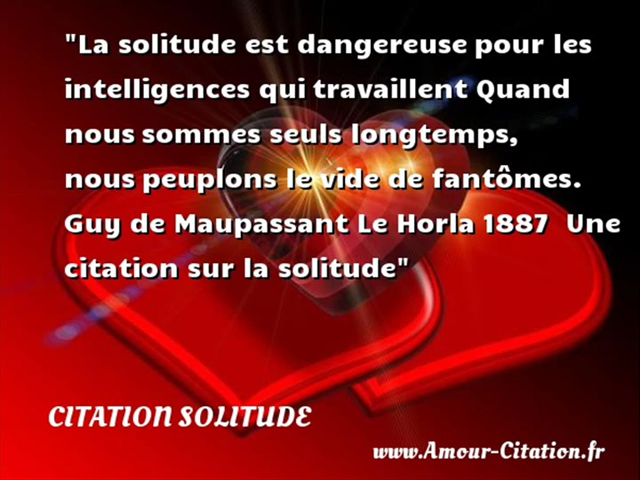 "La solitude est dangereuse pour les
intelligences qui travaillent Quand
nous sommes seuls longtemps,
nous peuplons le vide de fantômes.
Guy de Maupassant Le Horla 1887 Une
citation sur la solitude"
CITATION SOLITUDE
www.Amour-Citation.fr